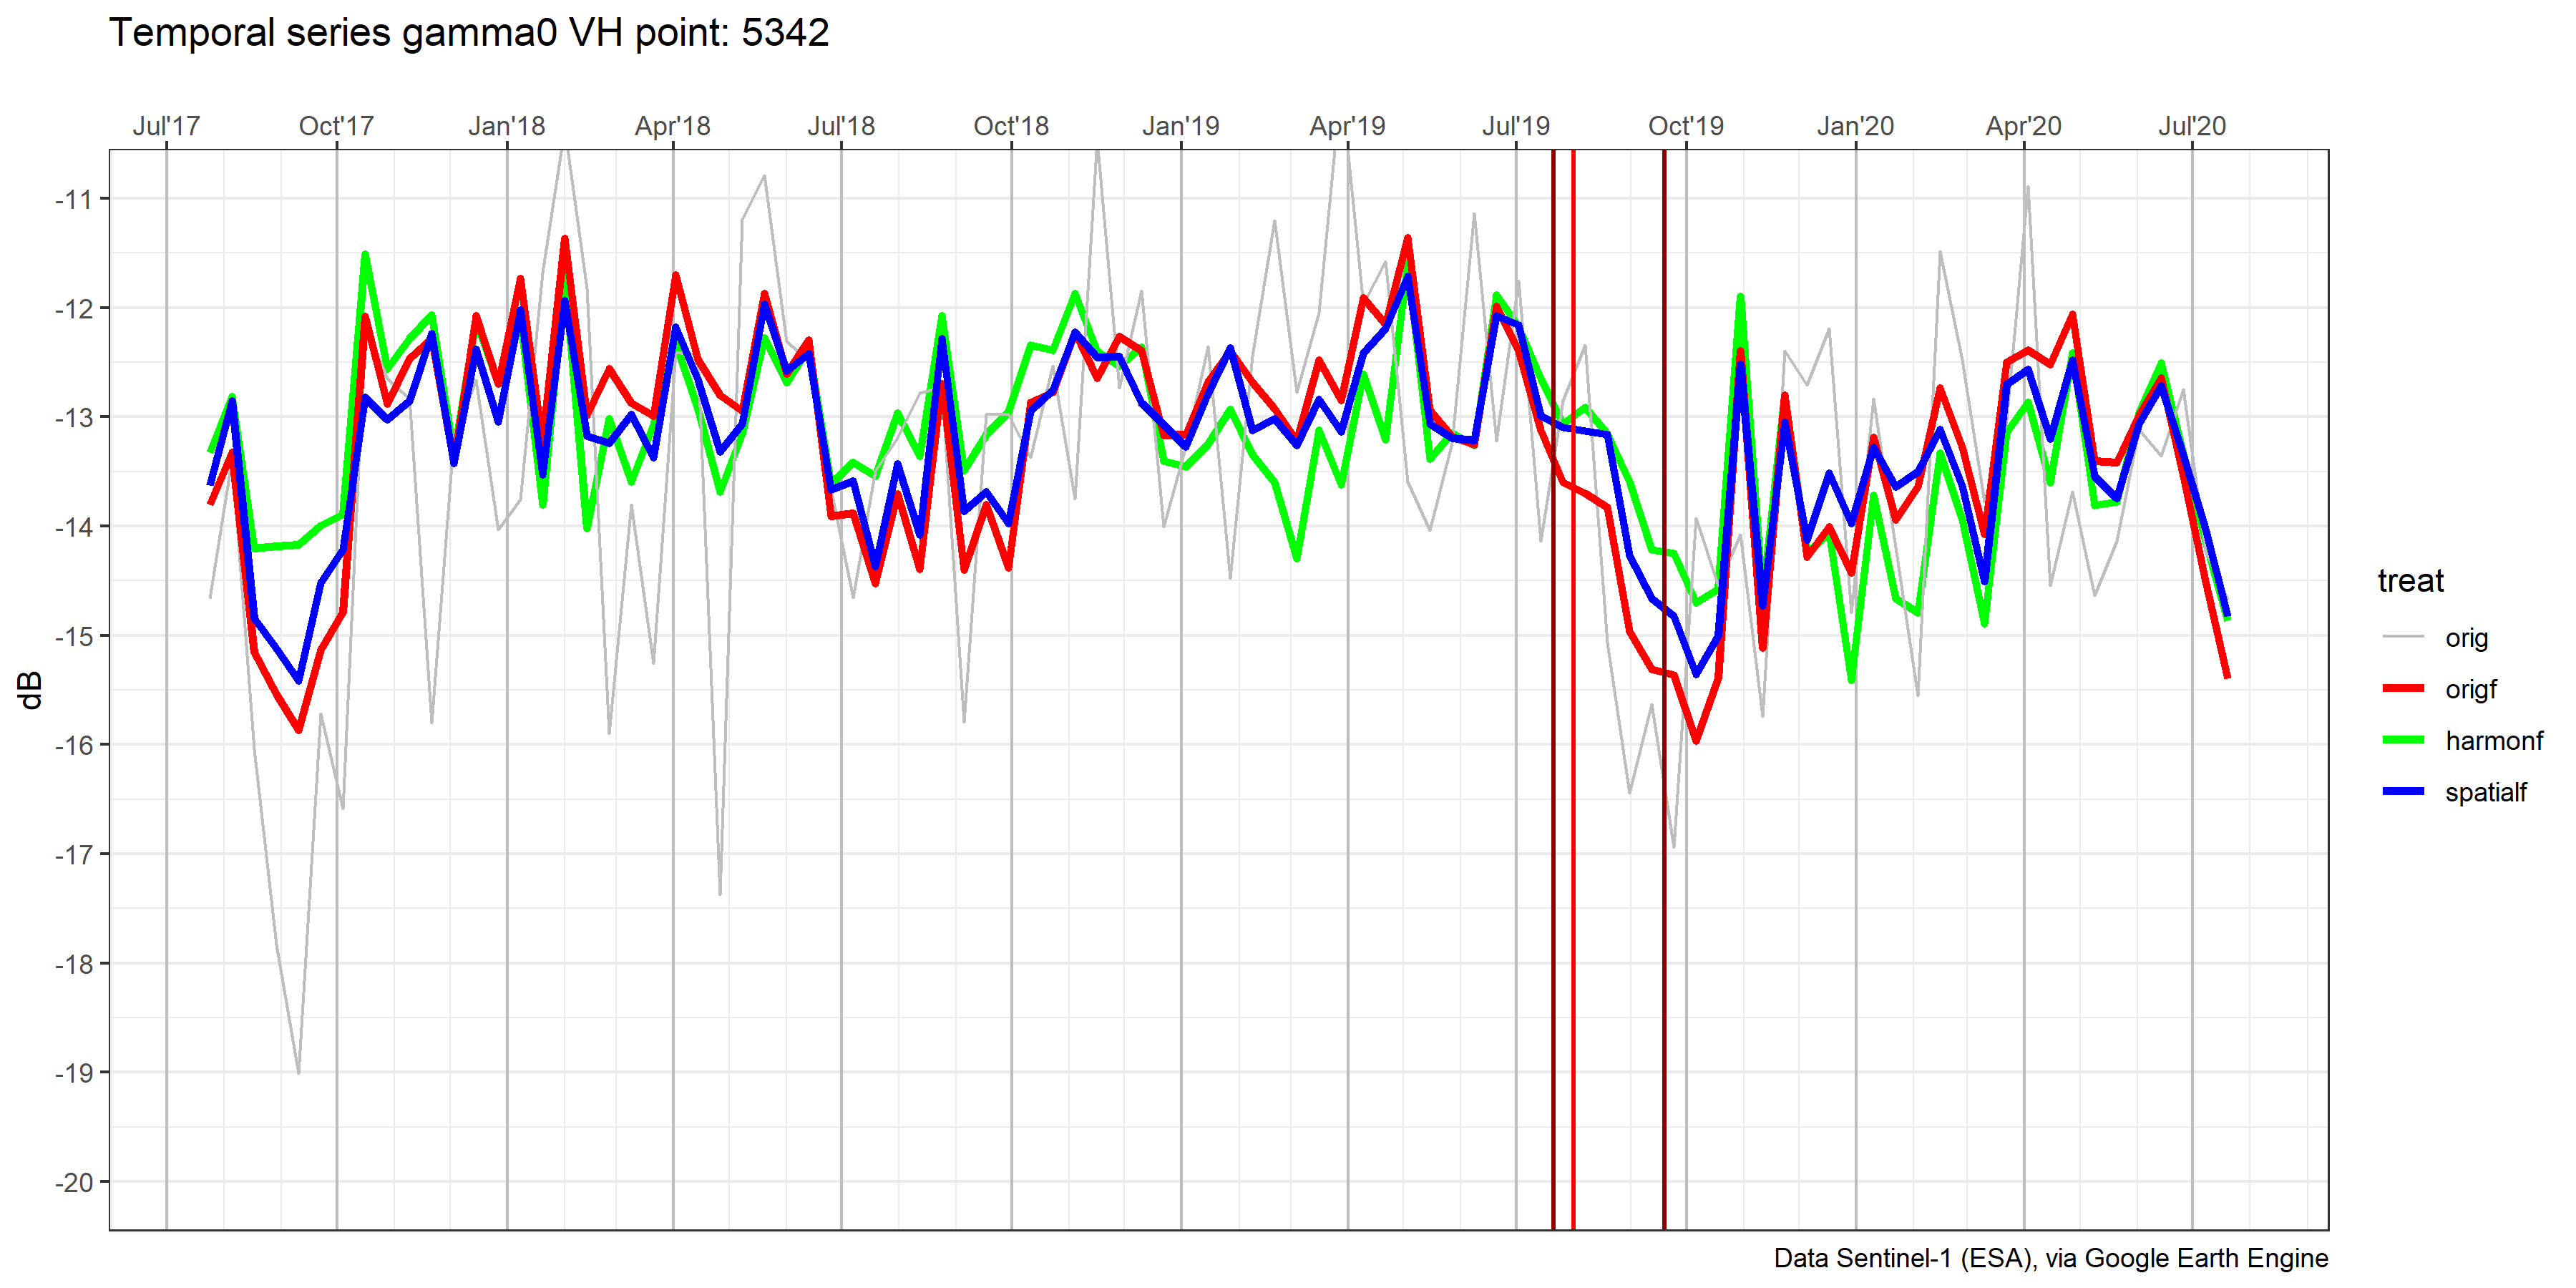 Temporal series gamma0 VH point: 5342
Jul'17 Oct'17 Jan'18 Apr'18 Jul'18 Oct'18 Jan'19 Apr'19 Jul'19 Oct'19 Jan'20 Apr'20 Jul'20
-11
-12
-13
-14
-15
-16
-17
-18
-19
-20
dB
treat
orig
origf
harmonf
spatialf
Data Sentinel-1 (ESA), via Google Earth Engine